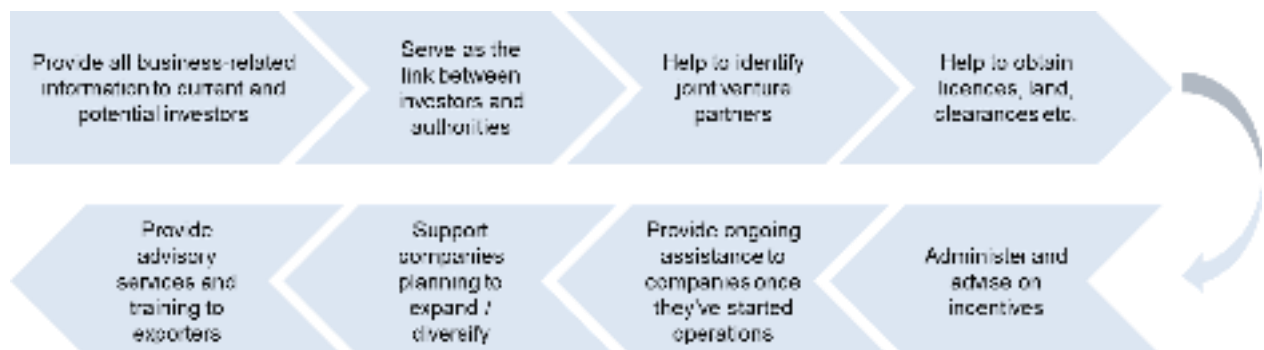 Provide all business-related
information to current and
potential investors
Serve as the
link between
investors and
authorities
Help to identify
joint venture
partners
Help to obtain
licences, land,
clearances etc.
Administer and
advise on
incentives
Provide ongoing
assistance to
companies once
they've started
operations
Support
companies
planning to
expand /
diversify
Provide
advisory
services and
training to
exporters